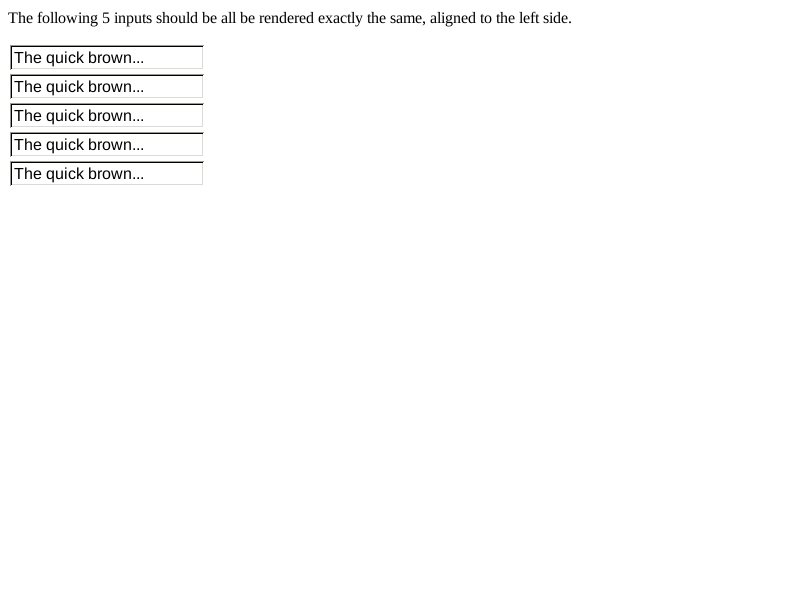 The following 5 inputs should be all be rendered exactly the same, aligned to the left side.
The quick brown...
The quick brown...
The quick brown...
The quick brown...
The quick brown...